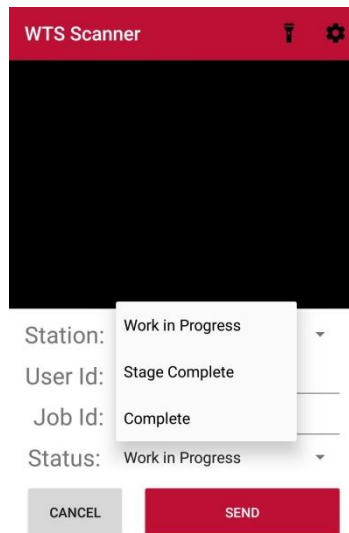 WTS Scanner
Station:
Work in Progress
User Id:
Stage Complete
Job Id:
Complete
Status: Work in Progress
CANCEL SEND